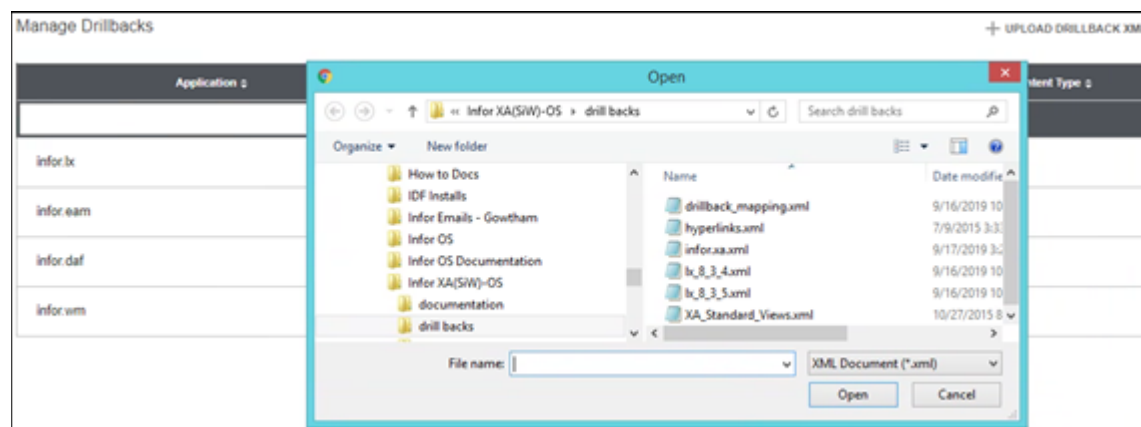 Manage Drillbacks
UPLOAD DRILLBACK XM
Application
ntent Type
infor.lx
infor.eam
infor.daf
infor.wm
Open
« Infor XA(SiW)-OS › drill backs
Search drill backs
Organize
New folder
How to Docs
IDF Installs
Infor Emails - Gowtham
Infor OS
Infor OS Documentation
Infor XA(SiW)-OS
documentation
drill backs
Name Date modifie
drillback_mapping.xml 9/16/2019 10
hyperlinks.xml 7/9/2015 3:3
infor.xa.xml 9/17/2019 3:2
lx_8_3_4.xml 9/16/2019 10
lx_8_3_5.xml 9/16/2019 10
XA_Standard_Views.xml 10/27/2015 8
File name:
XML Document (*.xml)
Open Cancel